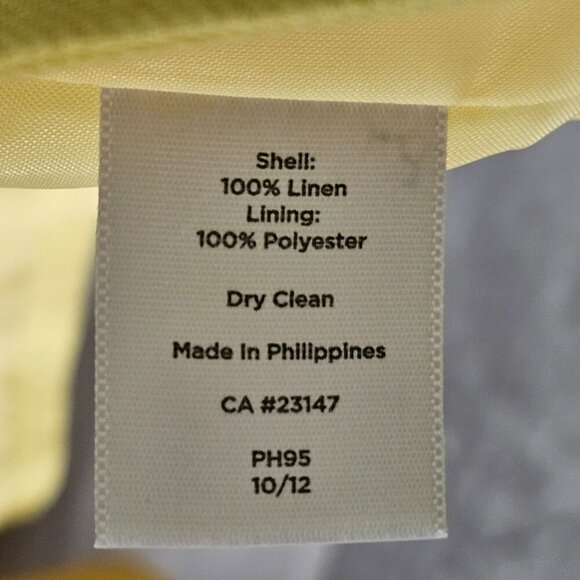 Shell:
100% Linen
Lining:
100% Polyester
Dry Clean
Made In Philippines
CA #23147
PH95
10/12